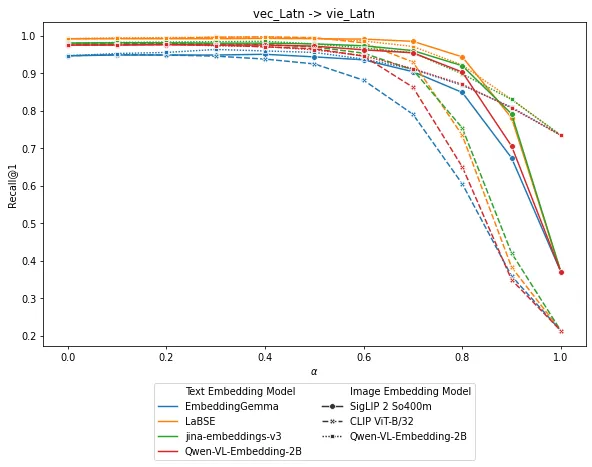 vec_Latn -> vie_Latn
Recall@1
1.0
0.9
0.8
0.7
0.6
0.5
0.4
0.3
0.2
0.0 0.2 0.4 0.6 0.8 1.0
α
Text Embedding Model Image Embedding Model
EmbeddingGemma SigLIP 2 So400m
LaBSE CLIP ViT-B/32
jina-embeddings-v3 Qwen-VL-Embedding-2B
Qwen-VL-Embedding-2B